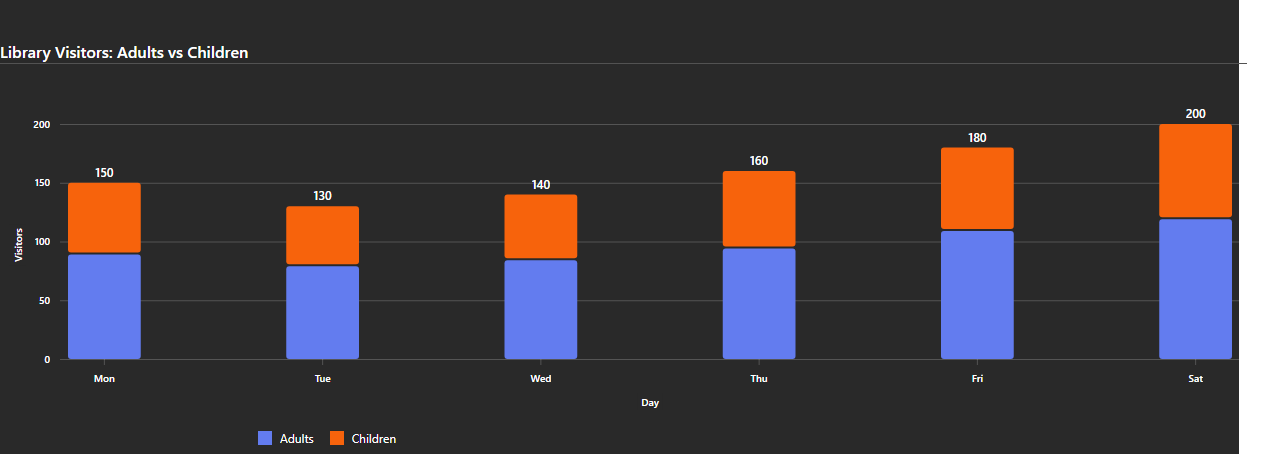 Library Visitors: Adults vs Children
200
150
100
50
0
Visitors
150
130
140
160
180
200
Mon
Tue
Wed
Thu
Fri
Sat
Day
Adults
Children